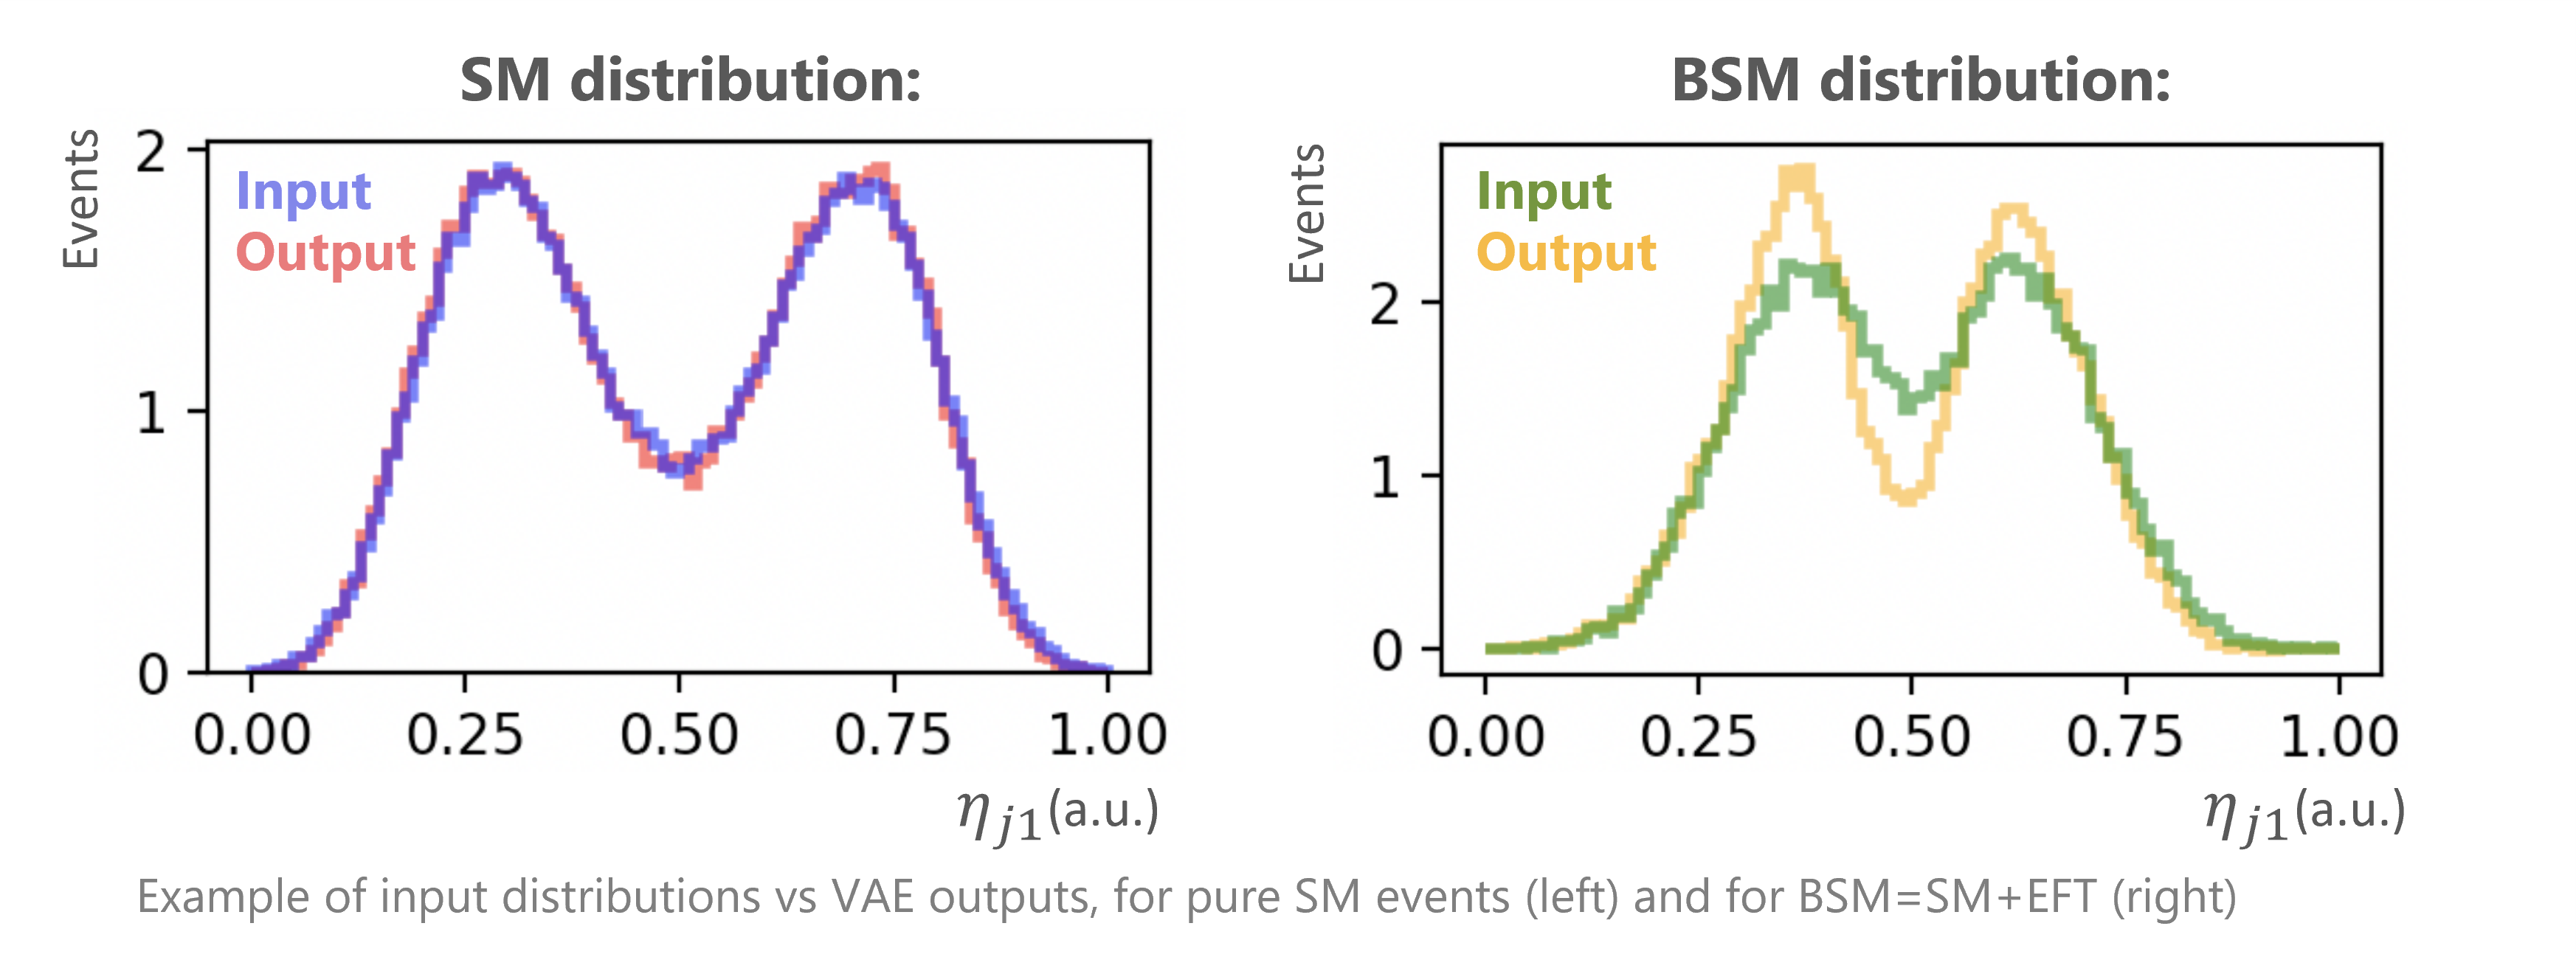 SM distribution:
Events
2
1
0
Input
Output
0.00 0.25 0.50 0.75 1.00
η j1 (a.u.)
BSM distribution:
Events
2
1
0
Input
Output
0.00 0.25 0.50 0.75 1.00
η j1 (a.u.)
Example of input distributions vs VAE outputs, for pure SM events (left) and for BSM=SM+EFT (right)